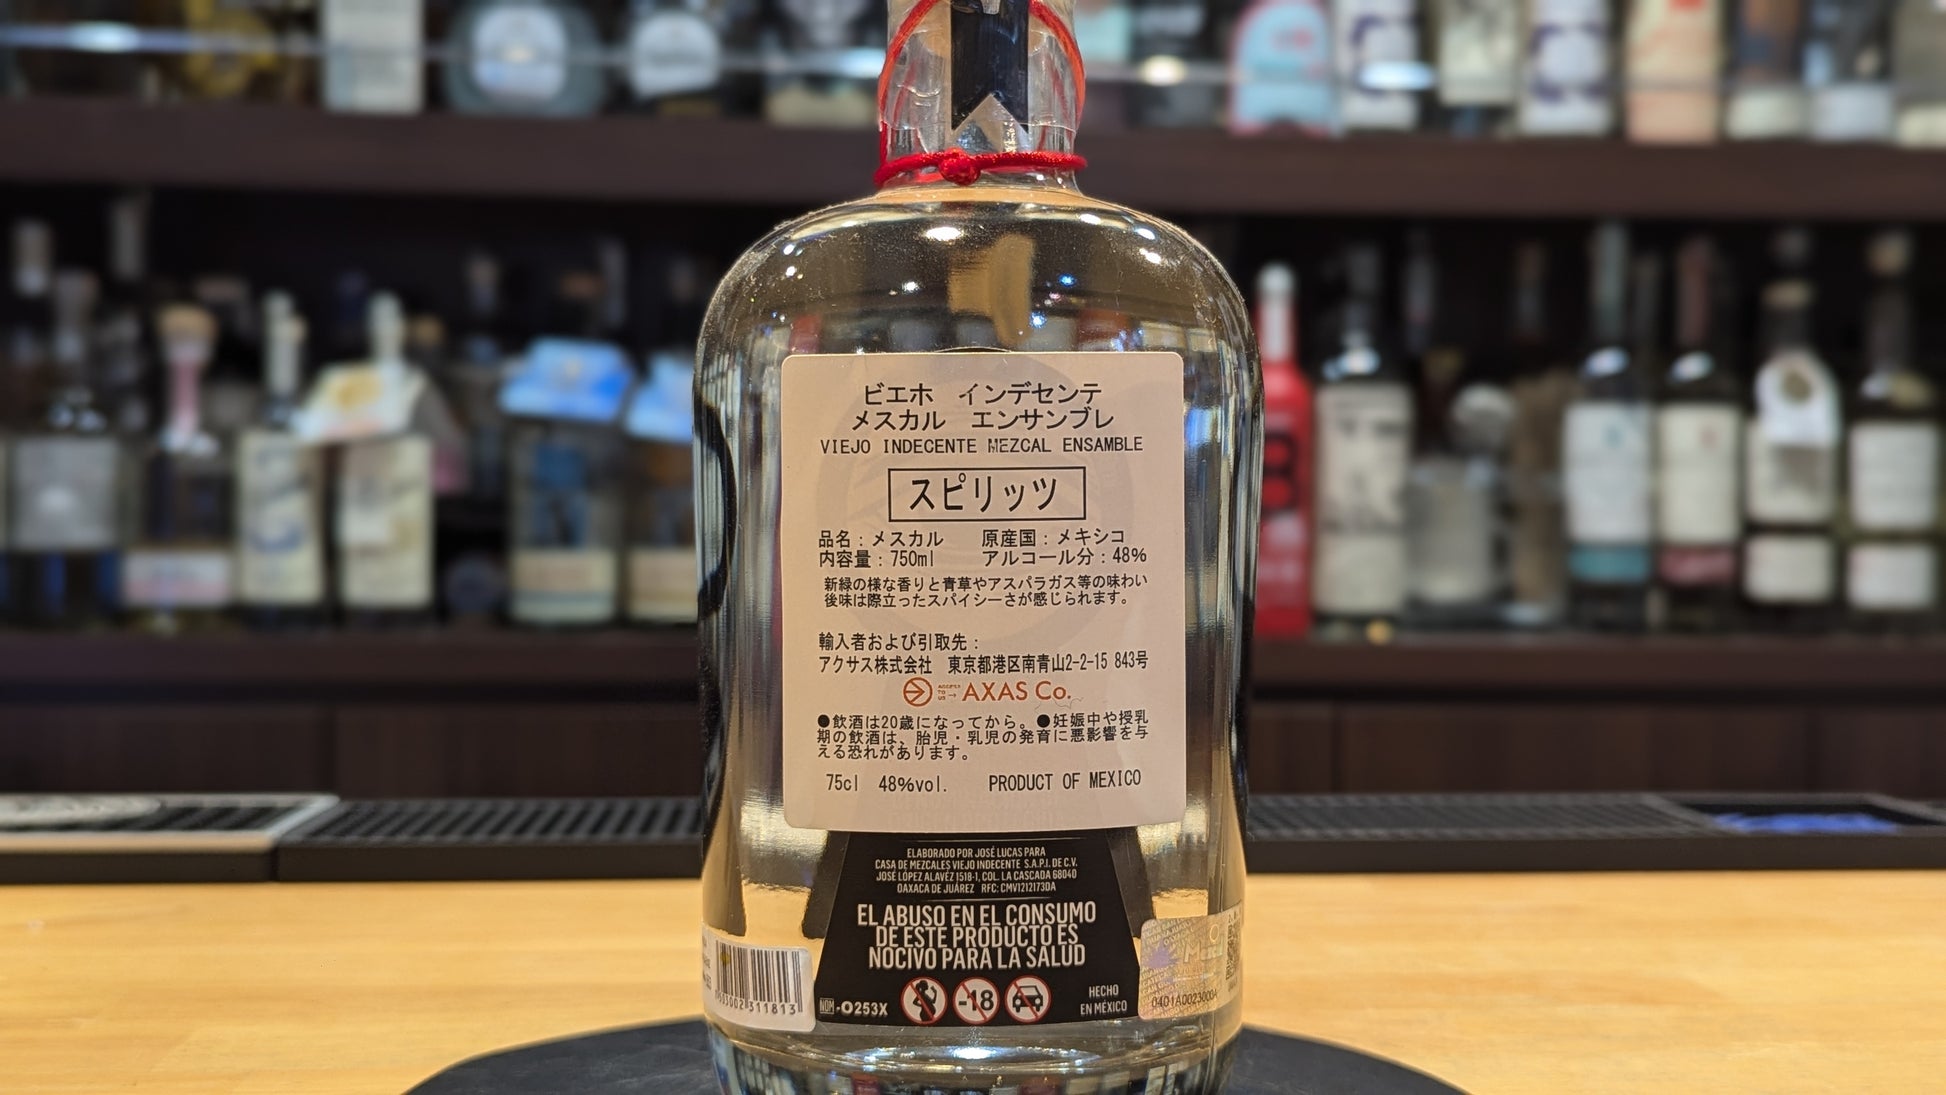 ビエホ インデセンテ
メスカル エンサンブレ
VIEJO INDECENTE MEZCAL ENSAMBLE
スピリッツ
品名：メスカル 原産国：メキシコ
内容量：750ml アルコール分：48%
新緑の様な香りと青草やアスパラガス等の味わい
後味は際立ったスパイシーさが感じられます。
輸入者および引取先：
アクサス株式会社 東京都港区南青山2-2-15 843号
AXAS Co.
●飲酒は20歳になってから。●妊娠中や授乳
期の飲酒は、胎児・乳児の発育に悪影響を与
える恐れがあります。
75cl 48%vol. PRODUCT OF MEXICO
ELABORADO POR JOSÉ LUCAS PARA
CASA DE MEZCALES VIEJO INDECENTE S.A.P.I. DE C.V.
JOSÉ LÓPEZ ALAVÉZ 1518-1, COL. LA CASCADA 68040
OAXACA DE JUÁREZ RFC: CMV1212173DA
EL ABUSO EN EL CONSUMO
DE ESTE PRODUCTO ES
NOCIVO PARA LA SALUD
NOM-O253X
-18
HECHO
EN MÉXICO